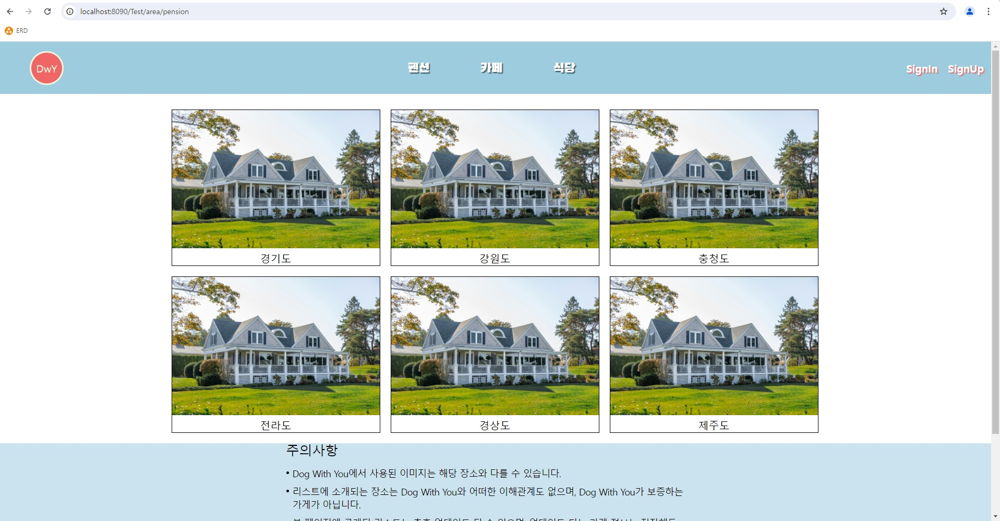 localhost:8090/Test/area/pension
ERD
DwY
펜션 카페 식당
SignIn SignUp
경기도 강원도 충청도
전라도 경상도 제주도
주의사항
• Dog With You에서 사용된 이미지는 해당 장소와 다를 수 있습니다.
• 리스트에 소개되는 장소는 Dog With You와 어떠한 이해관계도 없으며, Dog With You가 보증하는
가게가 아닙니다.